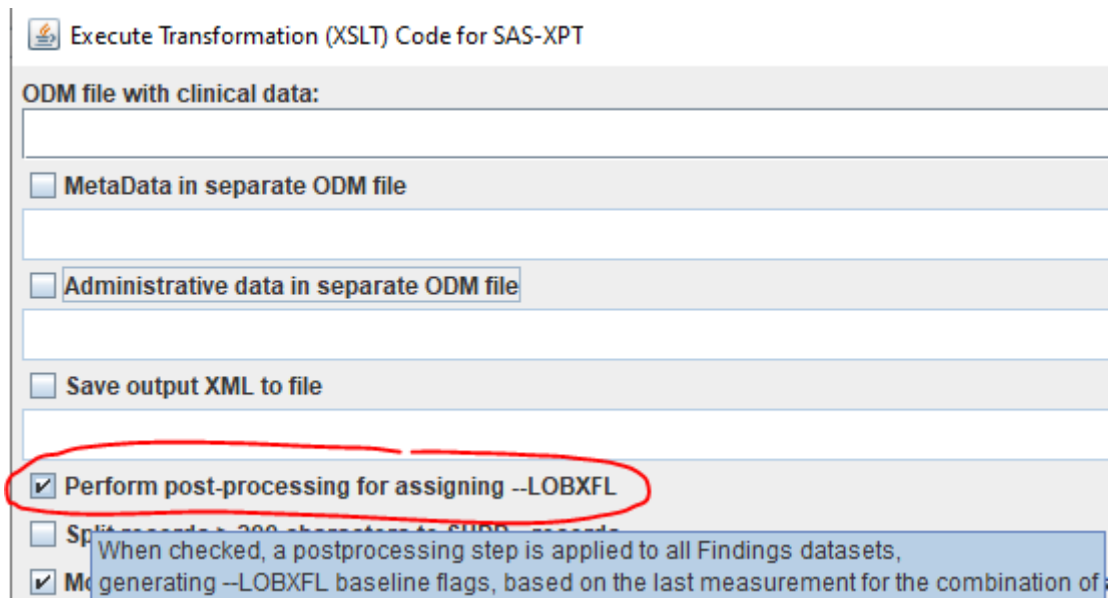 Execute Transformation (XSLT) Code for SAS-XPT
ODM file with clinical data:
MetaData in separate ODM file
Administrative data in separate ODM file
Save output XML to file
Perform post-processing for assigning --LOBXFL
When checked, a postprocessing step is applied to all Findings datasets,
generating --LOBXFL baseline flags, based on the last measurement for the combination of